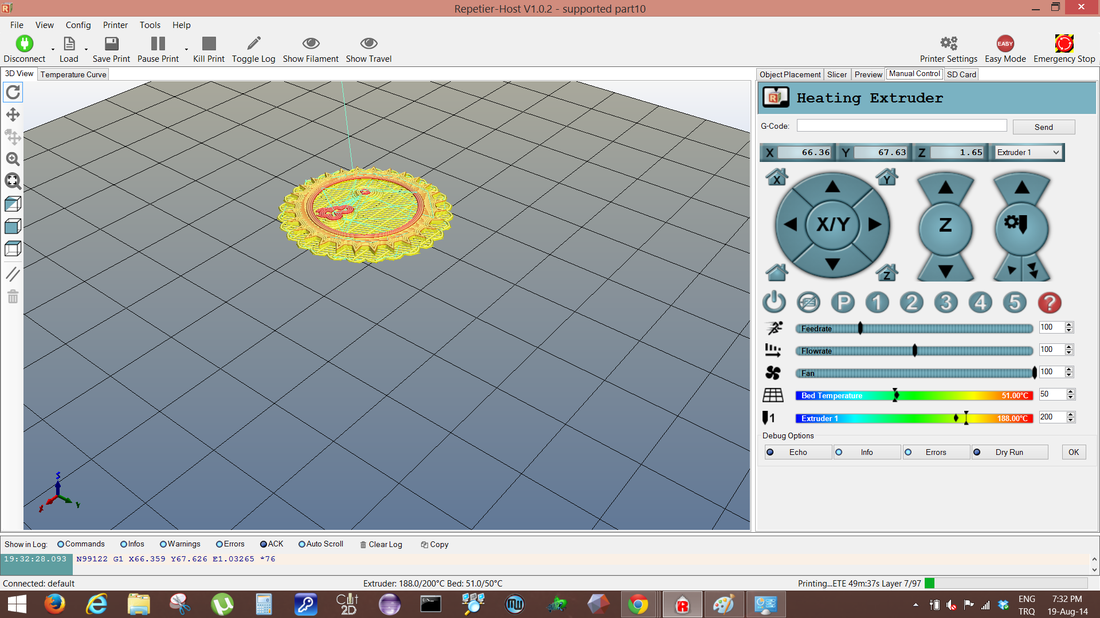 Repetier-Host V1.0.2 - supported part10
File View Config Printer Tools Help
Disconnect Load Save Print Pause Print Kill Print Toggle Log Show Filament Show Travel Printer Settings Easy Mode Emergency Stop
EASY
3D View Temperature Curve
Object Placement Slicer Preview Manual Control SD Card
Heating Extruder
G-Code: Send
X 66.36 Y 67.63 Z 1.65 Extruder 1
X Y
X/Y Z
Z
P 1 2 3 4 5 ?
Feedrate 100
Flowrate 100
Fan 100
Bed Temperature 51.00°C 50
1 Extruder 1 188.00°C 200
Debug Options
Echo Info Errors Dry Run OK
Show in Log: Commands Infos Warnings Errors ACK Auto Scroll Clear Log Copy
19:32:28.093 N99122 G1 X66.359 Y67.626 E1.03265 *76
Connected: default Extruder: 188.0/200°C Bed: 51.0/50°C Printing...ETE 49m:37s Layer 7/97
ENG 7:32 PM
TRQ 19-Aug-14